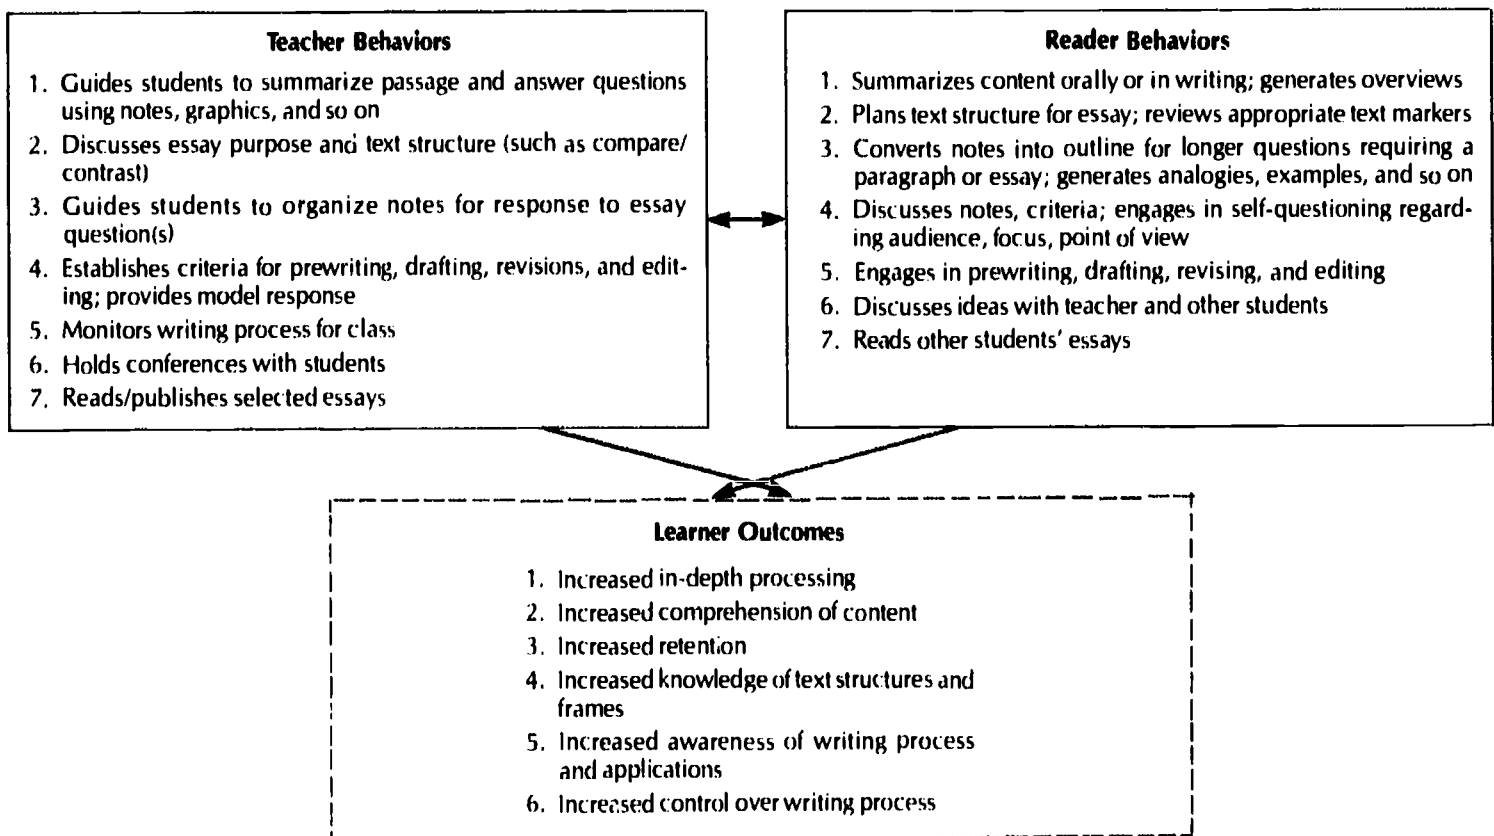 Teacher Behaviors
1. Guides students to summarize passage and answer questions
using notes, graphics, and so on
2. Discusses essay purpose and text structure (such as compare/
contrast)
3. Guides students to organize notes for response to essay
question(s)
4. Establishes criteria for prewriting, drafting, revisions, and edit-
ing; provides model response
5. Monitors writing process for class
6. Holds conferences with students
7. Reads/publishes selected essays
Reader Behaviors
1. Summarizes content orally or in writing; generates overviews
2. Plans text structure for essay; reviews appropriate text markers
3. Converts notes into outline for longer questions requiring a
paragraph or essay; generates analogies, examples, and so on
4. Discusses notes, criteria; engages in self-questioning regard-
ing audience, focus, point of view
5. Engages in prewriting, drafting, revising, and editing
6. Discusses ideas with teacher and other students
7. Reads other students' essays
Learner Outcomes
1. Increased in-depth processing
2. Increased comprehension of content
3. Increased retention
4. Increased knowledge of text structures and
frames
5. Increased awareness of writing process
and applications
6. Increased control over writing process